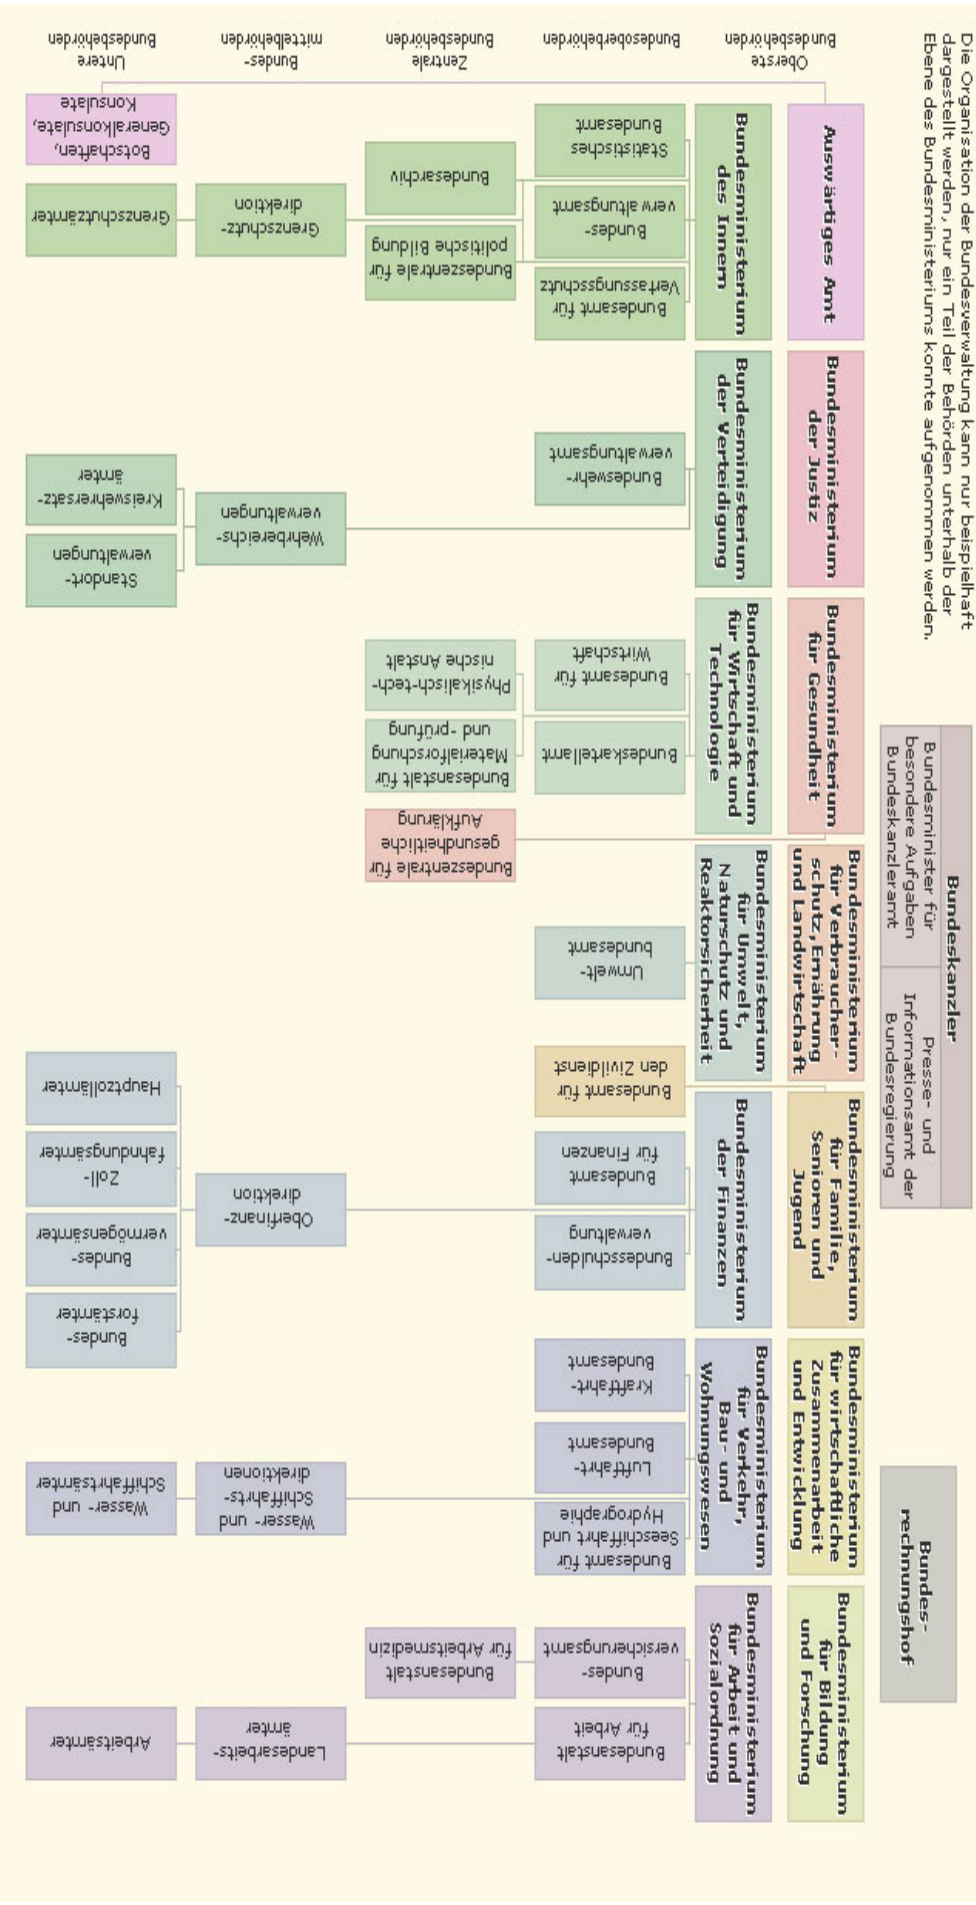 Die Organisation der Bundesverwaltung kann nur beispielhaft
dargestellt werden, nur ein Teil der Behörden unterhalb der
Ebene des Bundesministeriums konnte aufgenommen werden.
Bundeskanzler
Bundesminister für
besondere Aufgaben
Bundeskanzleramt
Presse- und
Informationsamt der
Bundesregierung
Bundes-
rechnungshof
Auswärtiges Amt
Bundesministerium
der Justiz
Bundesministerium
für Gesundheit
Bundesministerium
für Verbraucher-
schutz, Ernährung
und Landwirtschaft
Bundesministerium
für Familie,
Senioren und
Jugend
Bundesministerium
für wirtschaftliche
Zusammenarbeit
und Entwicklung
Bundesministerium
für Bildung
und Forschung
Bundesministerium
des Innern
Bundesministerium
der Verteidigung
Bundesministerium
für Wirtschaft und
Technologie
Bundesministerium
für Umwelt,
Naturschutz und
Reaktorsicherheit
Bundesministerium
der Finanzen
Bundesministerium
für Verkehr,
Bau- und
Wohnungswesen
Bundesministerium
für Arbeit und
Sozialordnung
Oberste
Bundesbehörden
Bundesoberbehörden
Zentrale
Bundesbehörden
Bundes-
mittelbehörden
Untere
Bundesbehörden
Statistisches
Bundesamt
Bundes-
verwaltungsamt
Bundesamt für
Verfassungsschutz
Bundeswehr-
verwaltungsamt
Bundesamt für
Wirtschaft
Bundeskartellamt
Umwelt-
bundesamt
Bundesamt für
den Zivildienst
Bundesamt
für Finanzen
Bundesschulden-
verwaltung
Kraftfahrt-
Bundesamt
Luftfahrt-
Bundesamt
Bundesamt für
Seeschiffahrt und
Hydrographie
Bundes-
versicherungsamt
Bundesanstalt
für Arbeit
Bundesarchiv
Bundeszentrale für
politische Bildung
Physikalisch-tech-
nische Anstalt
Bundesanstalt für
Materialforschung
und -prüfung
Bundeszentrale für
gesundheitliche
Aufklärung
Bundesanstalt
für Arbeitsmedizin
Grenzschutz-
direktion
Wehrbereichs-
verwaltungen
Oberfinanz-
direktion
Wasser- und
Schiffahrts-
direktionen
Landesarbeits-
ämter
Botschaften,
Generalkonsulate,
Konsulate
Grenzschutzämter
Kreiswehrersatz-
ämter
Standort-
verwaltungen
Hauptzollämter
Zoll-
fahndungsämter
Bundes-
vermögensämter
Bundes-
forstämter
Wasser- und
Schiffahrtsämter
Arbeitsämter